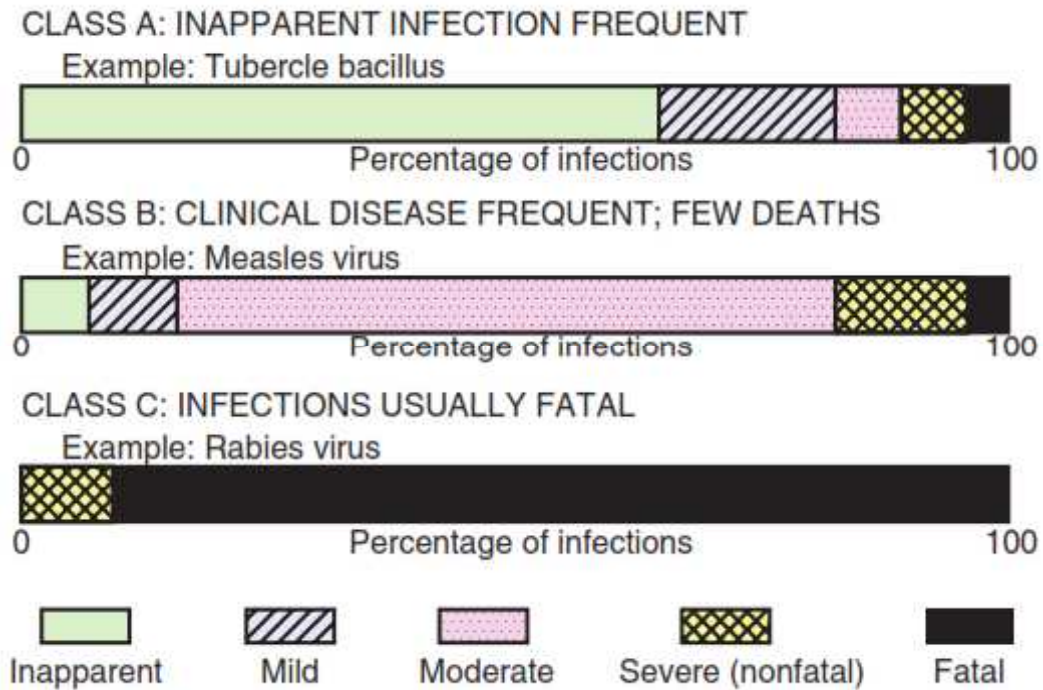 CLASS A: INAPPARENT INFECTION FREQUENT
Example: Tubercle bacillus
0 Percentage of infections 100
CLASS B: CLINICAL DISEASE FREQUENT; FEW DEATHS
Example: Measles virus
0 Percentage of infections 100
CLASS C: INFECTIONS USUALLY FATAL
Example: Rabies virus
0 Percentage of infections 100
Inapparent Mild Moderate Severe (nonfatal) Fatal